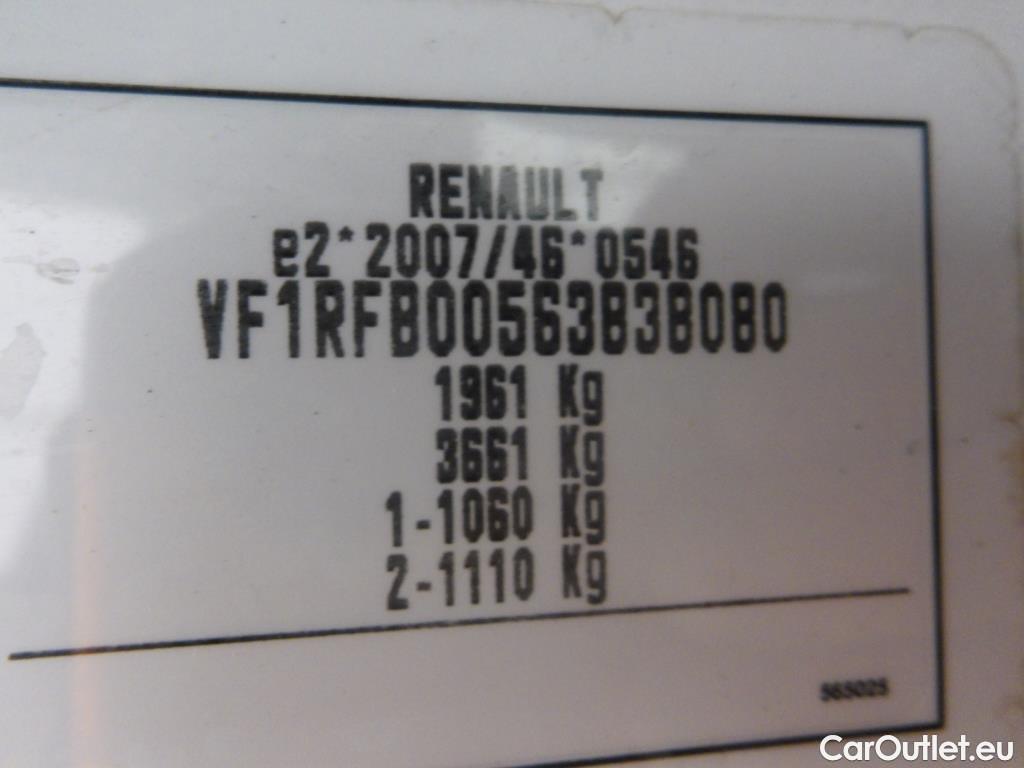 RENAULT
e2*2007/46*0546
VF1RFB00563838080
1961 Kg
3661 Kg
1-1060 Kg
2-1110 Kg
565025
CarOutlet.eu